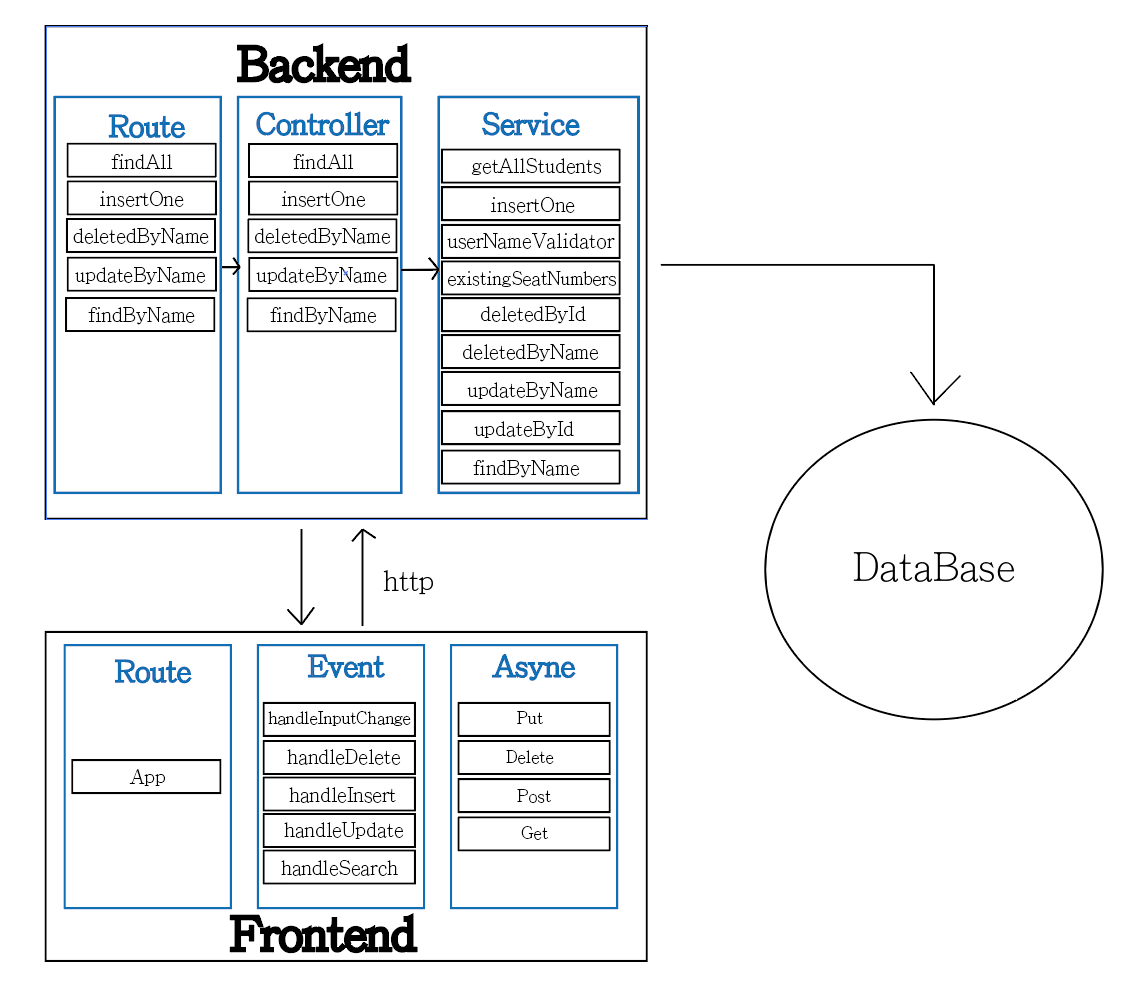 Backend
Route
findAll
insertOne
deletedByName
updateByName
findByName
Controller
findAll
insertOne
deletedByName
updateByName
findByName
Service
getAllStudents
insertOne
userNameValidator
existingSeatNumbers
deletedById
deletedByName
updateByName
updateById
findByName
DataBase
http
Route
App
Event
handleInputChange
handleDelete
handleInsert
handleUpdate
handleSearch
Asyne
Put
Delete
Post
Get
Frontend